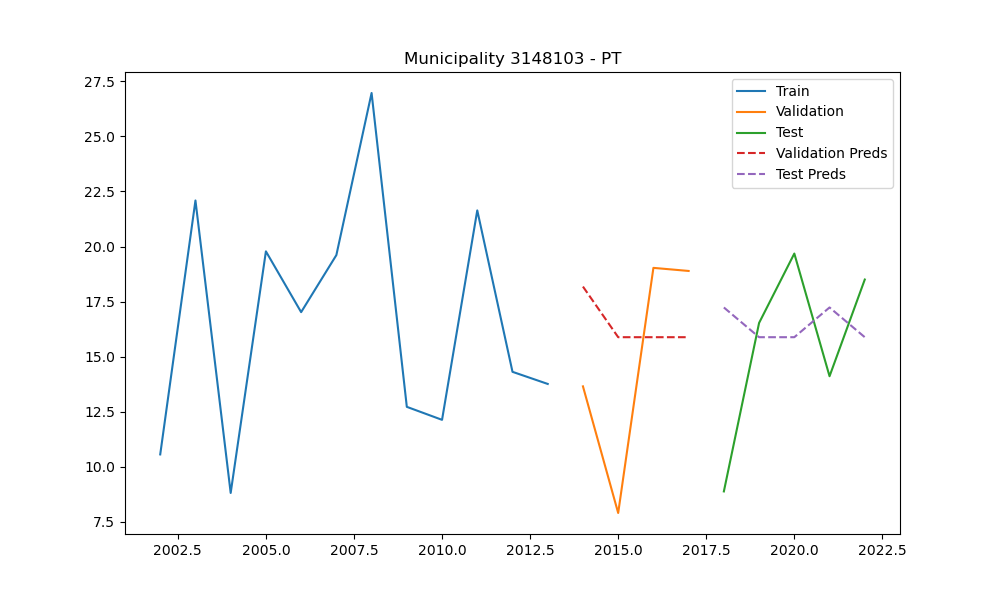 Municipality 3148103 - PT
27.5
25.0
22.5
20.0
17.5
15.0
12.5
10.0
7.5
Train
Validation
Test
Validation Preds
Test Preds
2002.5 2005.0 2007.5 2010.0 2012.5 2015.0 2017.5 2020.0 2022.5